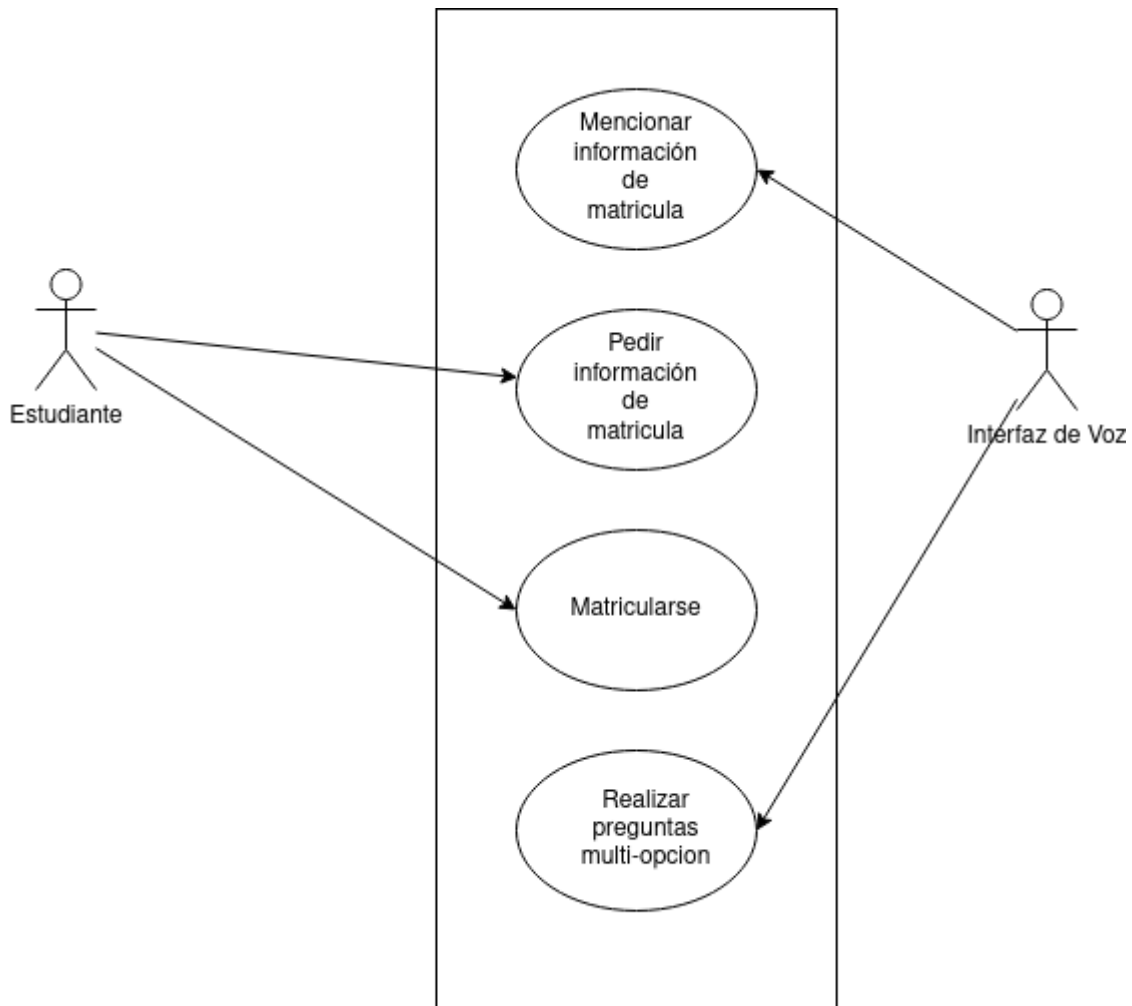 Mencionar
información
de
matricula
Estudiante
Pedir
información
de
matricula
Interfaz de Voz
Matricularse
Realizar
preguntas
multi-opcion